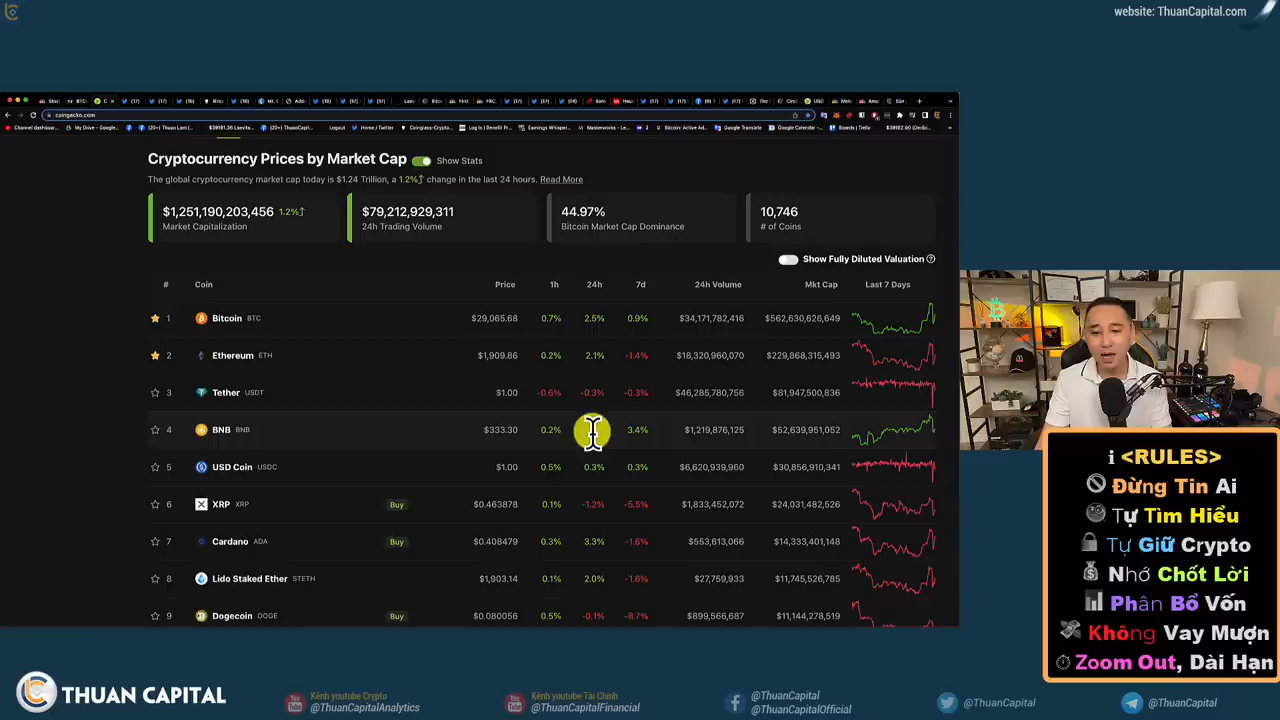 website: ThuanCapital.com
coingecko.com
Cryptocurrency Prices by Market Cap Show Stats
The global cryptocurrency market cap today is $1.24 Trillion, a 1.2% change in the last 24 hours. Read More
$1,251,190,203,456 1.2%
Market Capitalization
$79,212,929,311
24h Trading Volume
44.97%
Bitcoin Market Cap Dominance
10,746
# of Coins
Show Fully Diluted Valuation
# Coin Price 1h 24h 7d 24h Volume Mkt Cap Last 7 Days
1 Bitcoin BTC $29,065.68 0.7% 2.5% 0.9% $34,171,782,416 $562,630,626,649
2 Ethereum ETH $1,909.86 0.2% 2.1% -1.4% $18,320,960,070 $229,868,315,493
3 Tether USDT $1.00 -0.6% -0.3% -0.3% $46,285,780,756 $81,947,500,836
4 BNB BNB $333.30 0.2% 3.4% $1,219,876,125 $52,639,951,052
5 USD Coin USDC $1.00 0.5% 0.3% 0.3% $6,620,939,960 $30,856,910,341
6 XRP XRP Buy $0.463878 0.1% -1.2% -5.5% $1,833,452,072 $24,031,482,526
7 Cardano ADA Buy $0.408479 0.3% 3.3% -1.6% $553,613,066 $14,333,401,148
8 Lido Staked Ether STETH $1,903.14 0.1% 2.0% -1.6% $27,759,933 $11,745,526,785
9 Dogecoin DOGE Buy $0.080056 0.5% -0.1% -8.7% $899,566,687 $11,144,278,519
<RULES>
Đừng Tin Ai
Tự Tìm Hiểu
Tự Giữ Crypto
Nhớ Chốt Lời
Phân Bổ Vốn
Không Vay Mượn
Zoom Out, Dài Hạn
THUAN CAPITAL
Kênh youtube Crypto
@ThuanCapitalAnalytics
Kênh youtube Tài Chính
@ThuanCapitalFinancial
@ThuanCapital
@ThuanCapitalOfficial
@ThuanCapital
@ThuanCapital